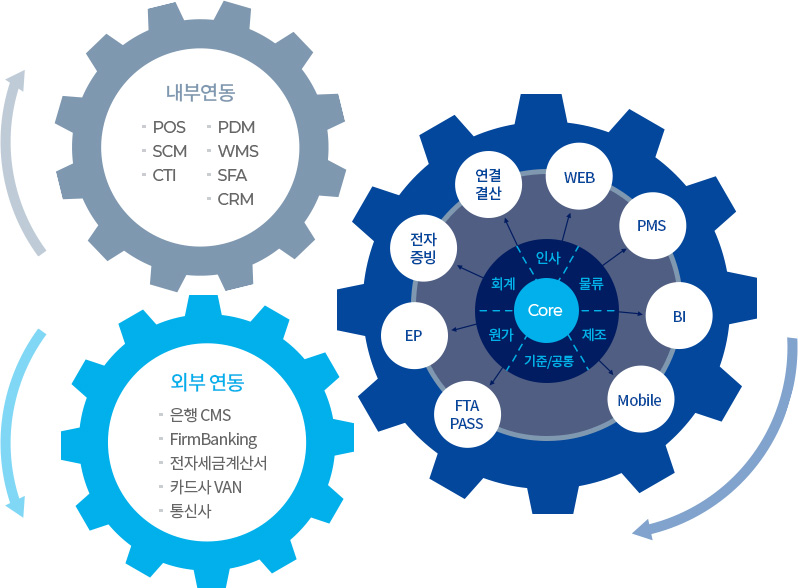 내부연동
- POS
- SCM
- CTI
- PDM
- WMS
- SFA
- CRM
외부 연동
- 은행 CMS
- FirmBanking
- 전자세금계산서
- 카드사 VAN
- 통신사
연결
결산
WEB
PMS
BI
Mobile
FTA
PASS
EP
전자
증빙
인사
물류
제조
기준/공통
원가
회계
Core